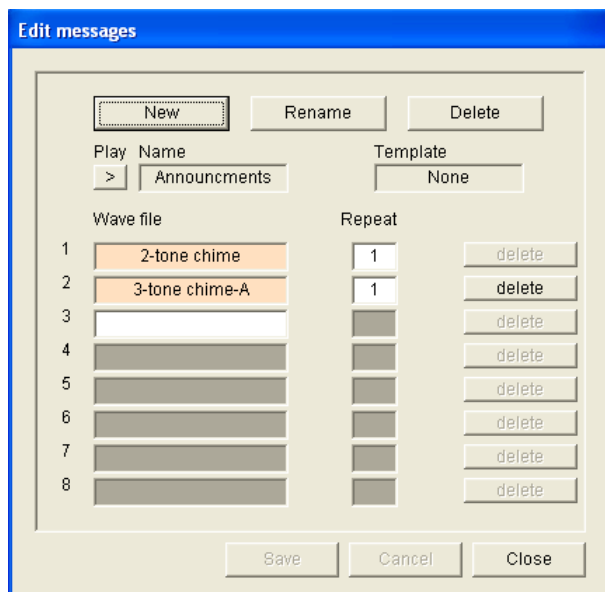 Edit messages
New Rename Delete
Play Name Template
> Announcments None
Wave file Repeat
1 2-tone chime 1 delete
2 3-tone chime-A 1 delete
3 delete
4 delete
5 delete
6 delete
7 delete
8 delete
Save Cancel Close